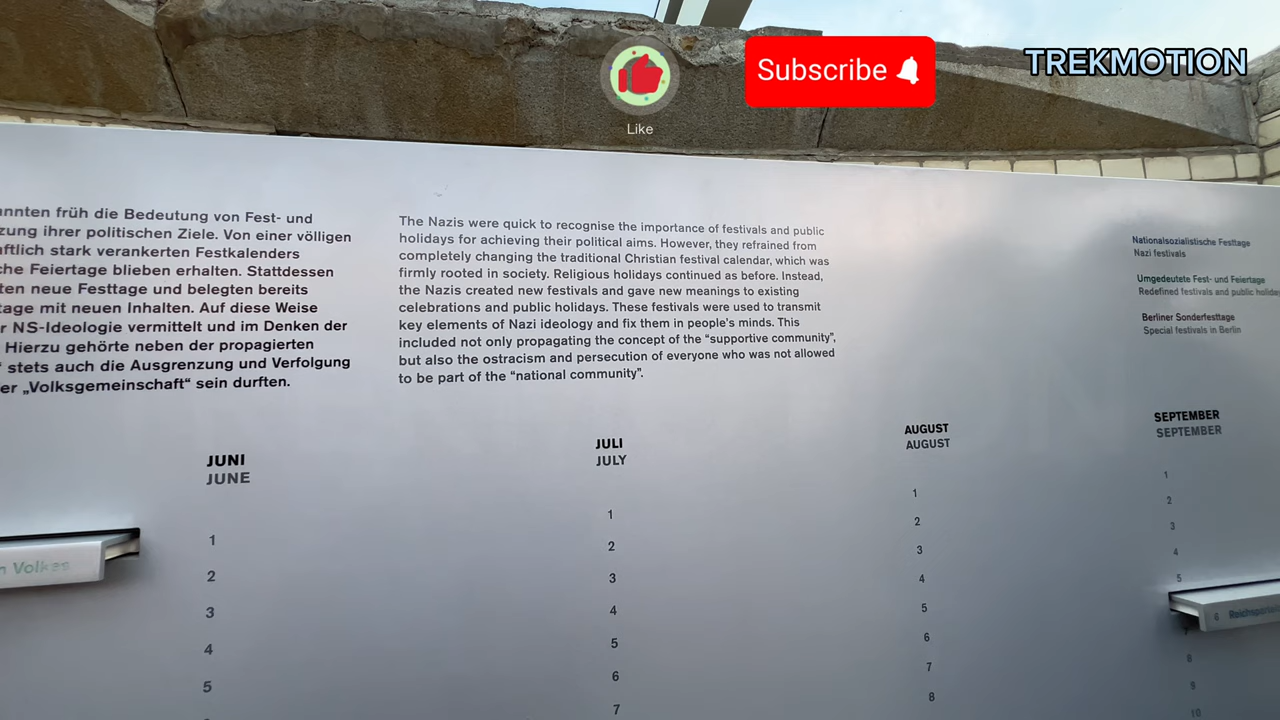 Like
Subscribe
TREKMOTION
früh die Bedeutung von Fest- und
ihrer politischen Ziele. Von einer völligen
stark verankerten Festkalenders
Feiertage blieben erhalten. Stattdessen
neue Festtage und belegten bereits
mit neuen Inhalten. Auf diese Weise
NS-Ideologie vermittelt und im Denken der
Hierzu gehörte neben der propagierten
stets auch die Ausgrenzung und Verfolgung
„Volksgemeinschaft“ sein durften.
The Nazis were quick to recognise the importance of festivals and public
holidays for achieving their political aims. However, they refrained from
completely changing the traditional Christian festival calendar, which was
firmly rooted in society. Religious holidays continued as before. Instead,
the Nazis created new festivals and gave new meanings to existing
celebrations and public holidays. These festivals were used to transmit
key elements of Nazi ideology and fix them in people's minds. This
included not only propagating the concept of the “supportive community”,
but also the ostracism and persecution of everyone who was not allowed
to be part of the “national community”.
Nationalsozialistische Festtage
Nazi festivals
Umgedeutete Fest- und Feiertage
Redefined festivals and public
Berliner Sonderfesttage
Special festivals in Berlin
JUNI
JUNE
1
2
3
4
5
JULI
JULY
1
2
3
4
5
6
7
AUGUST
AUGUST
1
2
3
4
5
6
7
8
SEPTEMBER
SEPTEMBER
1
2
3
4
5
6
7
8
9
10
Volkes